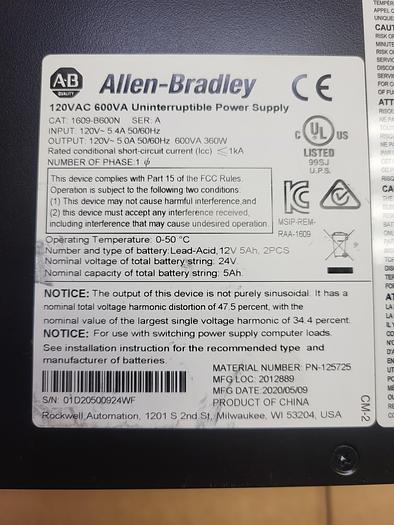 A-B
QUALITY
Allen-Bradley
CE
120VAC 600VA Uninterruptible Power Supply
CAT: 1609-B600N SER: A
INPUT: 120V~ 5.4A 50/60Hz
OUTPUT: 120V~ 5.0A 50/60Hz 600VA 360W
Rated conditional short-circuit current (Icc) ≤1kA
NUMBER OF PHASE:1 ϕ
C UL US
LISTED
99SJ
U.P.S.
This device complies with Part 15 of the FCC Rules.
Operation is subject to the following two conditions:
(1) This device may not cause harmful interference,and
(2) this device must accept any interference received,
including interference that may cause undesired operation.
MSIP-REM-
RAA-1609
Operating Temperature: 0-50 °C
Number and type of battery:Lead-Acid,12V 5Ah, 2PCS
Nominal voltage of total battery string: 24V
Nominal capacity of total battery string: 5Ah.
NOTICE: The output of this device is not purely sinusoidal. It has a
nominal total voltage harmonic distortion of 47.5 percent, with the
nominal value of the largest single voltage harmonic of 34.4 percent.
NOTICE: For use with switching power supply computer loads.
See installation instruction for the recommended type and
manufacturer of batteries.
MATERIAL NUMBER: PN-125725
MFG LOC: 2012889
MFG DATE:2020/05/09
PRODUCT OF CHINA
S/N: 01D20500924WF
Rockwell Automation, 1201 S 2nd St, Milwaukee, WI 53204, USA
CM-2